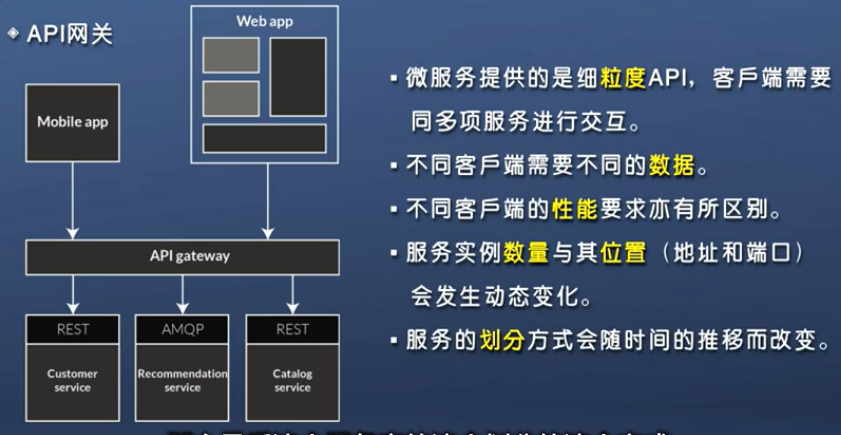 API网关
Web app
Mobile app
API gateway
REST
AMQP
REST
Customer
service
Recommendation
service
Catalog
service
▪ 微服务提供的是细粒度API，客户端需要
同多项服务进行交互。
▪ 不同客户端需要不同的数据。
▪ 不同客户端的性能要求亦有所区别。
▪ 服务实例数量与其位置（地址和端口）
会发生动态变化。
▪ 服务的划分方式会随时间的推移而改变。